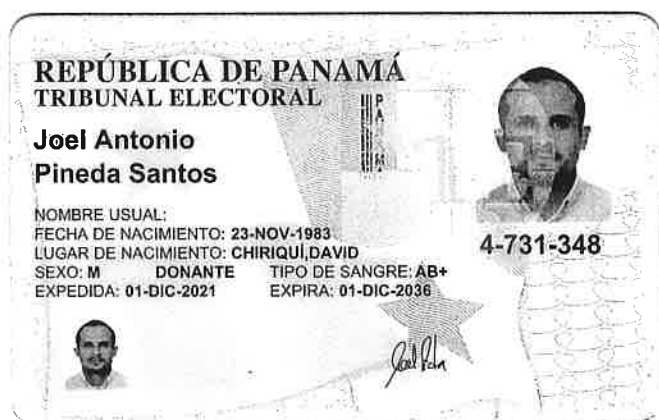 REPÚBLICA DE PANAMÁ
TRIBUNAL ELECTORAL
Joel Antonio
Pineda Santos
NOMBRE USUAL:
FECHA DE NACIMIENTO: 23-NOV-1983
LUGAR DE NACIMIENTO: CHIRIQUÍ,DAVID
SEXO: M DONANTE TIPO DE SANGRE: AB+
EXPEDIDA: 01-DIC-2021 EXPIRA: 01-DIC-2036
4-731-348